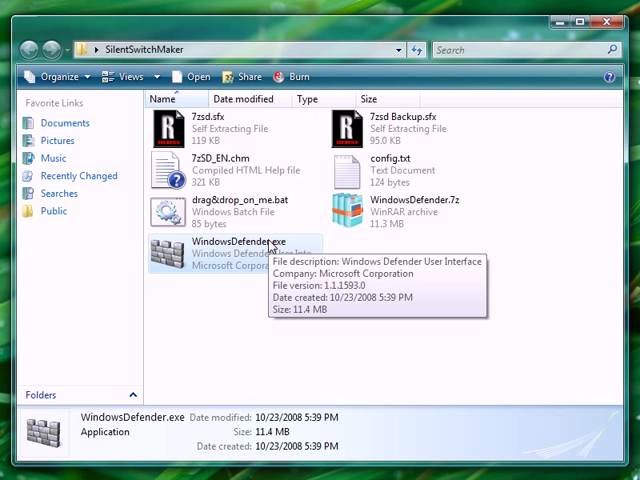 SilentSwitchMaker
Search
Organize
Views
Open
Share
Burn
Favorite Links
Documents
Pictures
Music
Recently Changed
Searches
Public
Folders
Name
Date modified
Type
Size
7zsd.sfx
Self Extracting File
119 KB
7zsd Backup.sfx
Self Extracting File
95.0 KB
7zSD_EN.chm
Compiled HTML Help file
321 KB
config.txt
Text Document
124 bytes
drag&drop_on_me.bat
Windows Batch File
85 bytes
WindowsDefender.7z
WinRAR archive
11.3 MB
WindowsDefender.exe
Windows Defender User Inte
Microsoft Corpora
File description: Windows Defender User Interface
Company: Microsoft Corporation
File version: 1.1.1593.0
Date created: 10/23/2008 5:39 PM
Size: 11.4 MB
WindowsDefender.exe
Application
Date modified: 10/23/2008 5:39 PM
Size: 11.4 MB
Date created: 10/23/2008 5:39 PM